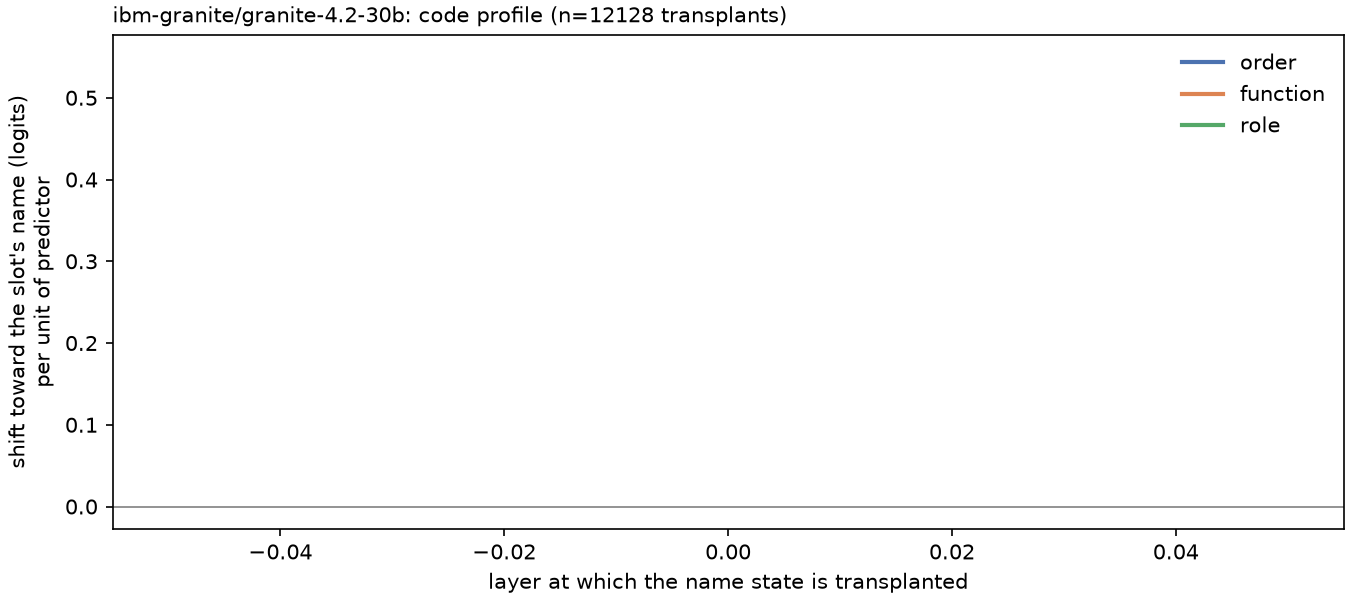 ibm-granite/granite-4.2-30b: code profile (n=12128 transplants)
shift toward the slot's name (logits)
per unit of predictor
0.5
0.4
0.3
0.2
0.1
0.0
order
function
role
−0.04
−0.02
0.00
0.02
0.04
layer at which the name state is transplanted